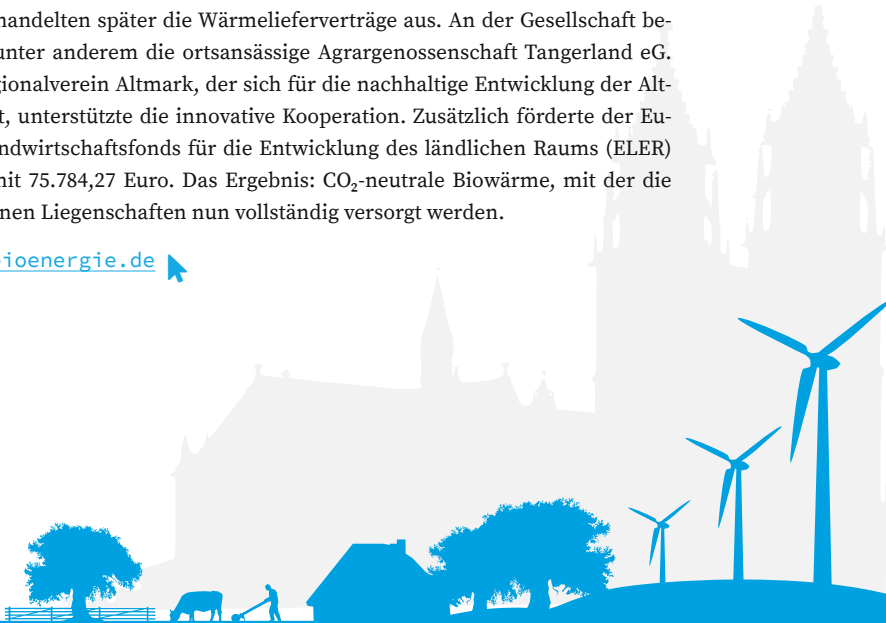 handelten später die Wärmelieferverträge aus. An der Gesellschaft be-
unter anderem die ortsansässige Agrargenossenschaft Tangerland eG.
gionalverein Altmark, der sich für die nachhaltige Entwicklung der Alt-
t, unterstützte die innovative Kooperation. Zusätzlich förderte der Eu-
ndwirtschaftsfonds für die Entwicklung des ländlichen Raums (ELER)
mit 75.784,27 Euro. Das Ergebnis: CO₂-neutrale Biowärme, mit der die
nen Liegenschaften nun vollständig versorgt werden.
bioenergie.de